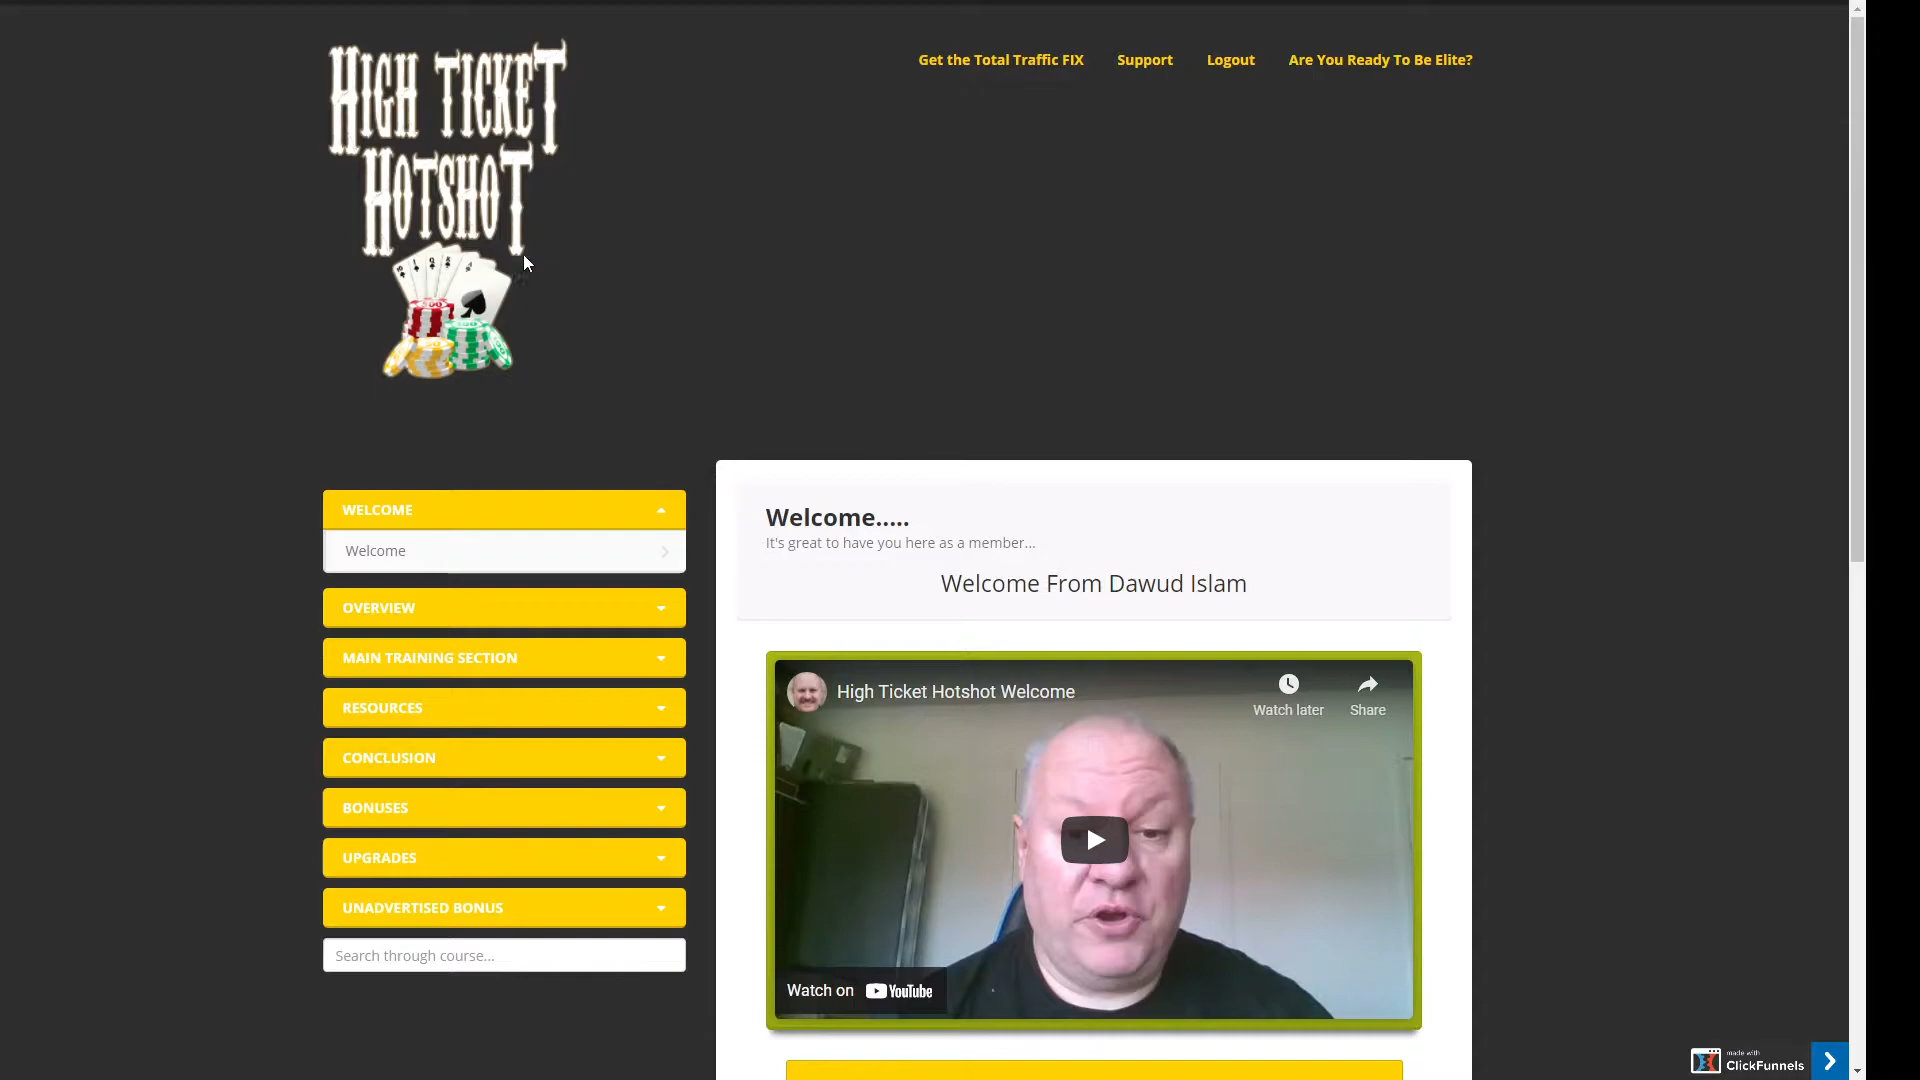 HIGH TICKET
HOTSHOT
Get the Total Traffic FIX
Support
Logout
Are You Ready To Be Elite?
WELCOME
Welcome
OVERVIEW
MAIN TRAINING SECTION
RESOURCES
CONCLUSION
BONUSES
UPGRADES
UNADVERTISED BONUS
Search through course...
Welcome.....
It's great to have you here as a member...
Welcome From Dawud Islam
High Ticket Hotshot Welcome
Watch later
Share
Watch on YouTube
made with
ClickFunnels